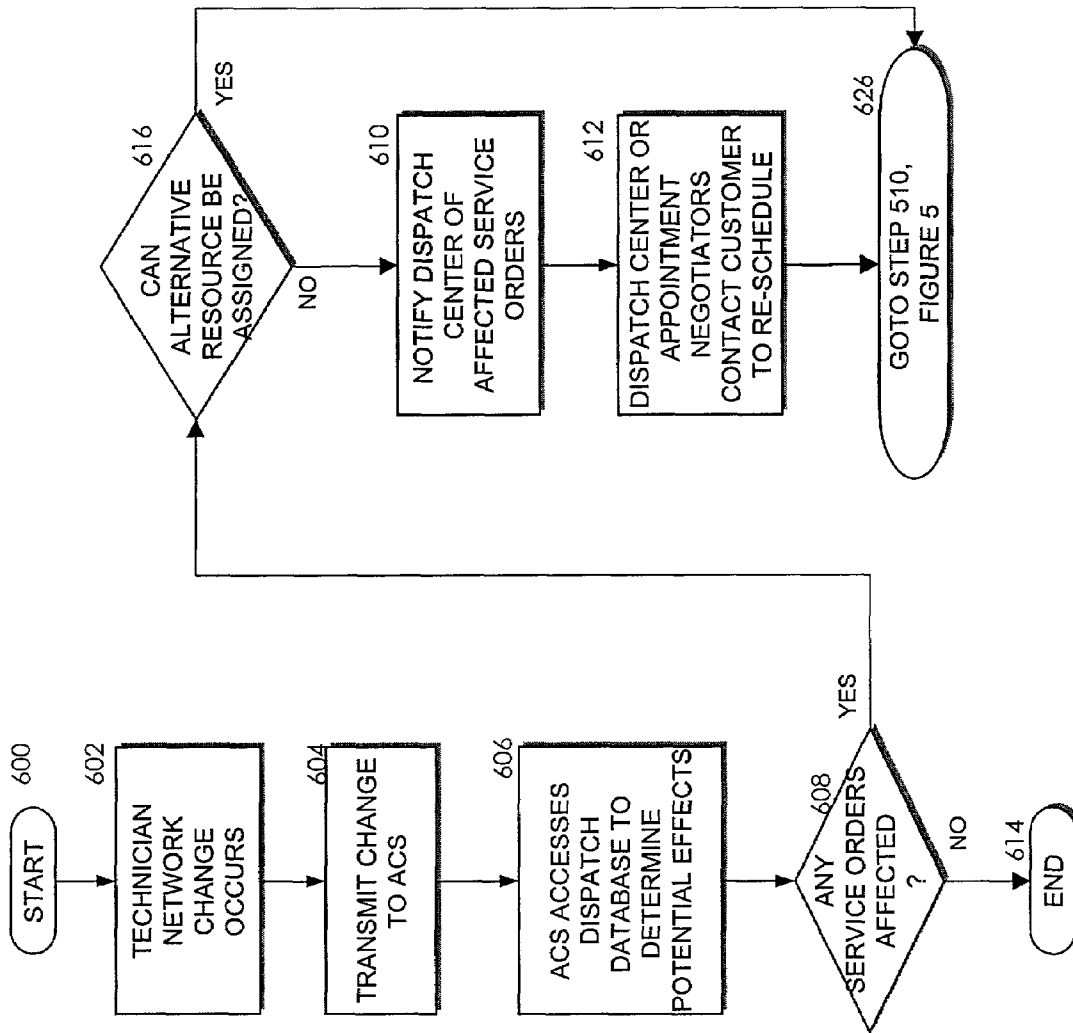 START
600
602
TECHNICIAN
NETWORK
CHANGE
OCCURS
604
TRANSMIT CHANGE
TO ACS
606
ACS ACCESSES
DISPATCH
DATABASE TO
DETERMINE
POTENTIAL EFFECTS
608
ANY
SERVICE ORDERS
AFFECTED
?
YES
NO
614
END
616
CAN
ALTERNATIVE
RESOURCE BE
ASSIGNED?
YES
NO
610
NOTIFY DISPATCH
CENTER OF
AFFECTED SERVICE
ORDERS
612
DISPATCH CENTER OR
APPOINTMENT
NEGOTIATORS
CONTACT CUSTOMER
TO RE-SCHEDULE
626
GOTO STEP 510,
FIGURE 5